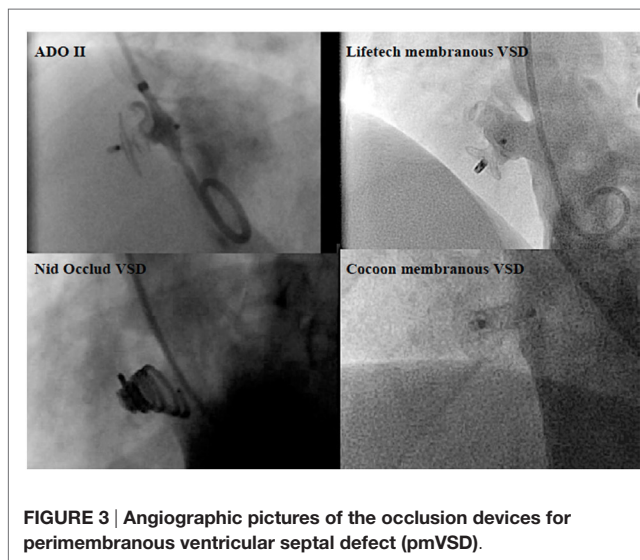 ADO II
Lifetech membranous VSD
Nid Occlud VSD
Cocoon membranous VSD
FIGURE 3 | Angiographic pictures of the occlusion devices for
perimembranous ventricular septal defect (pmVSD).